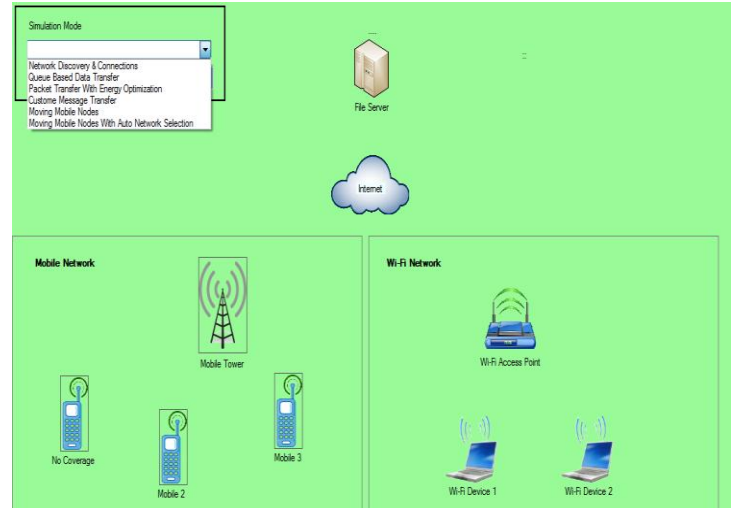 Simulation Mode
Network Discovery & Connections
Queue Based Data Transfer
Packet Transfer With Energy Optimization
Custome Message Transfer
Moving Mobile Nodes
Moving Mobile Nodes With Auto Network Selection
File Server
Internet
Mobile Network
Wi-Fi Network
Mobile Tower
Wi-Fi Access Point
No Coverage
Mobile 2
Mobile 3
Wi-Fi Device 1
Wi-Fi Device 2